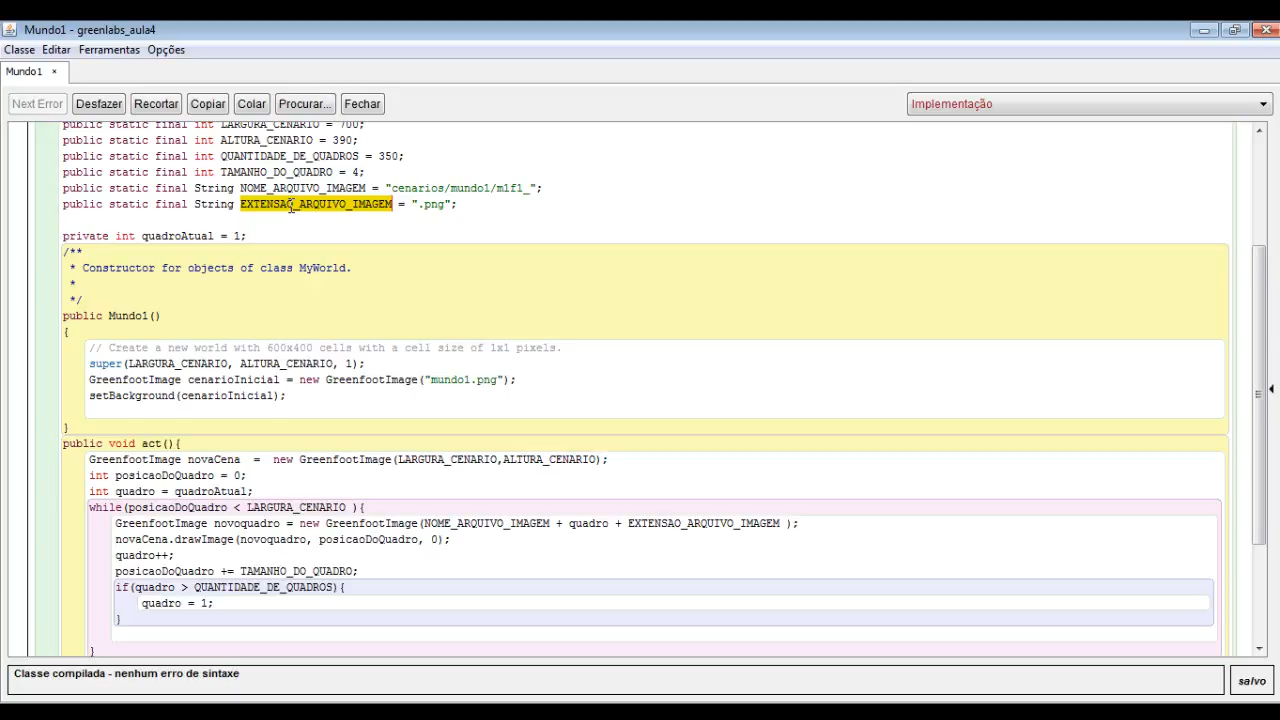 Mundo1 - greenlabs_aula4
Classe Editar Ferramentas Opções
Mundo1 ×
Next Error Desfazer Recortar Copiar Colar Procurar... Fechar Implementação
public static final int LARGURA_CENARIO = 700;
public static final int ALTURA_CENARIO = 390;
public static final int QUANTIDADE_DE_QUADROS = 350;
public static final int TAMANHO_DO_QUADRO = 4;
public static final String NOME_ARQUIVO_IMAGEM = "cenarios/mundo1/m1f1_";
public static final String EXTENSAO_ARQUIVO_IMAGEM = ".png";
private int quadroAtual = 1;
/**
* Constructor for objects of class MyWorld.
*
*/
public Mundo1()
{
// Create a new world with 600x400 cells with a cell size of 1x1 pixels.
super(LARGURA_CENARIO, ALTURA_CENARIO, 1);
GreenfootImage cenarioInicial = new GreenfootImage("mundo1.png");
setBackground(cenarioInicial);
}
public void act(){
GreenfootImage novaCena = new GreenfootImage(LARGURA_CENARIO,ALTURA_CENARIO);
int posicaoDoQuadro = 0;
int quadro = quadroAtual;
while(posicaoDoQuadro < LARGURA_CENARIO ){
GreenfootImage novoquadro = new GreenfootImage(NOME_ARQUIVO_IMAGEM + quadro + EXTENSAO_ARQUIVO_IMAGEM );
novaCena.drawImage(novoquadro, posicaoDoQuadro, 0);
quadro++;
posicaoDoQuadro += TAMANHO_DO_QUADRO;
if(quadro > QUANTIDADE_DE_QUADROS){
quadro = 1;
}
}
Classe compilada - nenhum erro de sintaxe
salvo